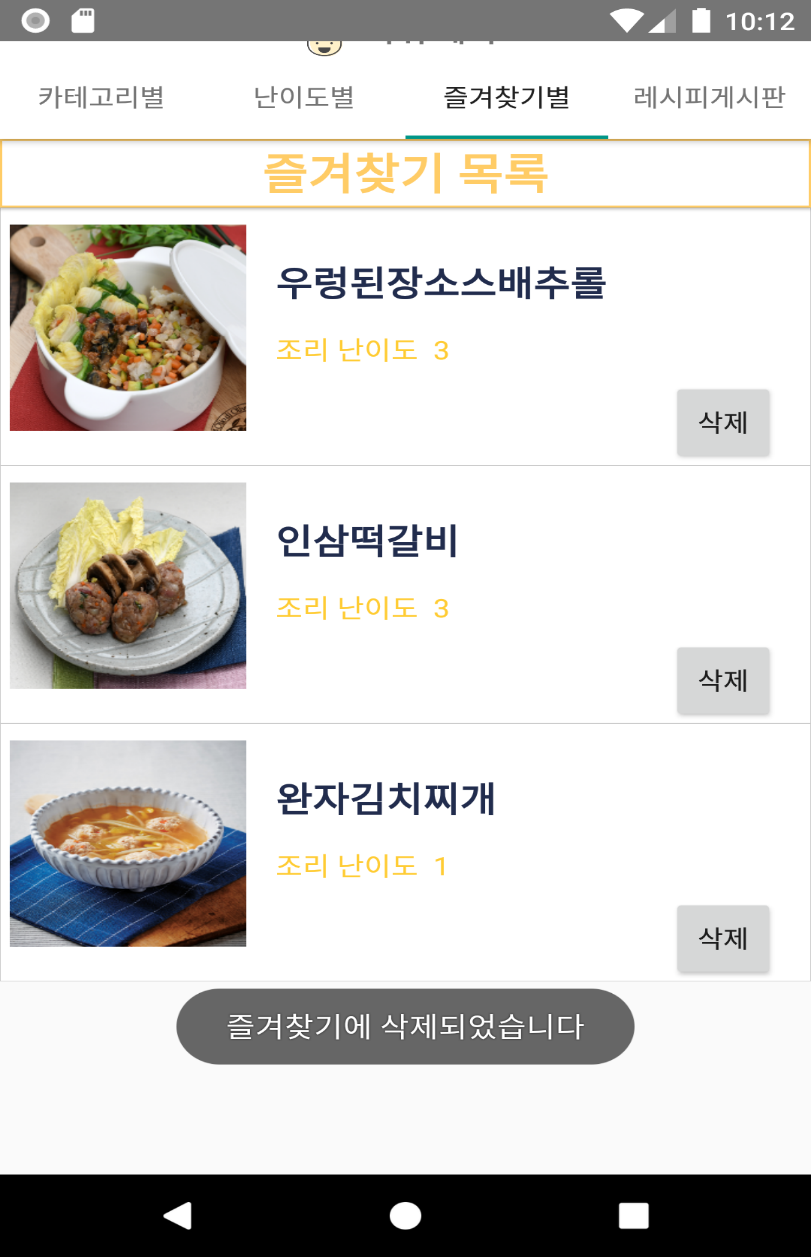 10:12
카테고리별 난이도별 즐겨찾기별 레시피게시판
즐겨찾기 목록
우렁된장소스배추롤
조리 난이도 3
삭제
인삼떡갈비
조리 난이도 3
삭제
완자김치찌개
조리 난이도 1
삭제
즐겨찾기에 삭제되었습니다